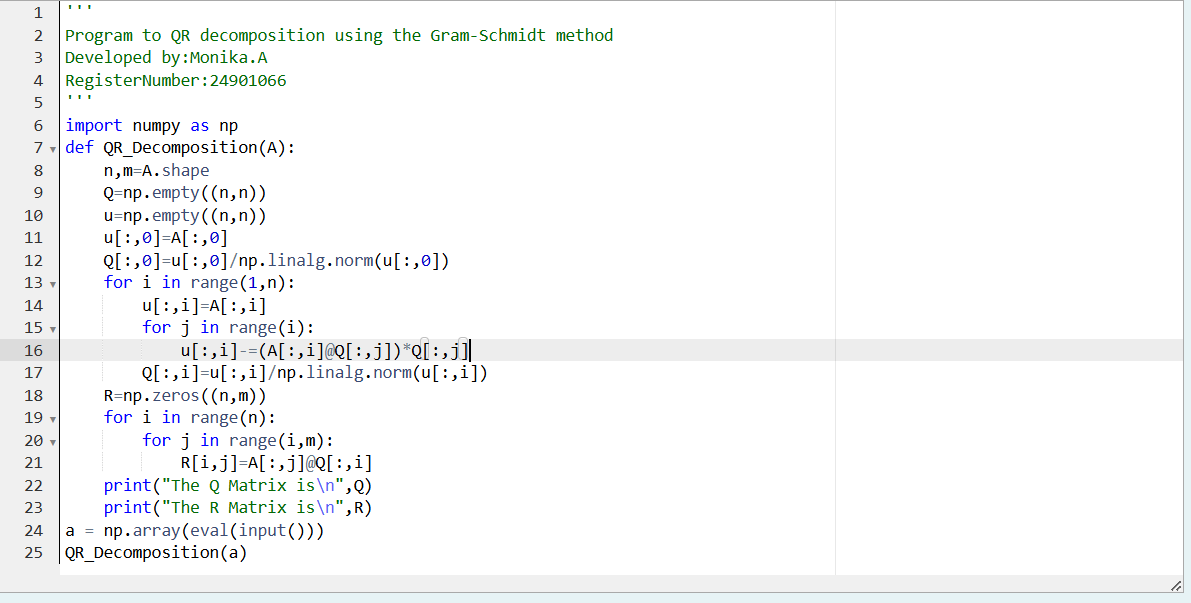 1 '''
2 Program to QR decomposition using the Gram-Schmidt method
3 Developed by:Monika.A
4 RegisterNumber:24901066
5 '''
6 import numpy as np
7 def QR_Decomposition(A):
8     n,m=A.shape
9     Q=np.empty((n,n))
10     u=np.empty((n,n))
11     u[:,0]=A[:,0]
12     Q[:,0]=u[:,0]/np.linalg.norm(u[:,0])
13     for i in range(1,n):
14         u[:,i]=A[:,i]
15         for j in range(i):
16             u[:,i]-=(A[:,i]@Q[:,j])*Q[:,j]
17         Q[:,i]=u[:,i]/np.linalg.norm(u[:,i])
18     R=np.zeros((n,m))
19     for i in range(n):
20         for j in range(i,m):
21             R[i,j]=A[:,j]@Q[:,i]
22     print("The Q Matrix is\n",Q)
23     print("The R Matrix is\n",R)
24 a = np.array(eval(input()))
25 QR_Decomposition(a)